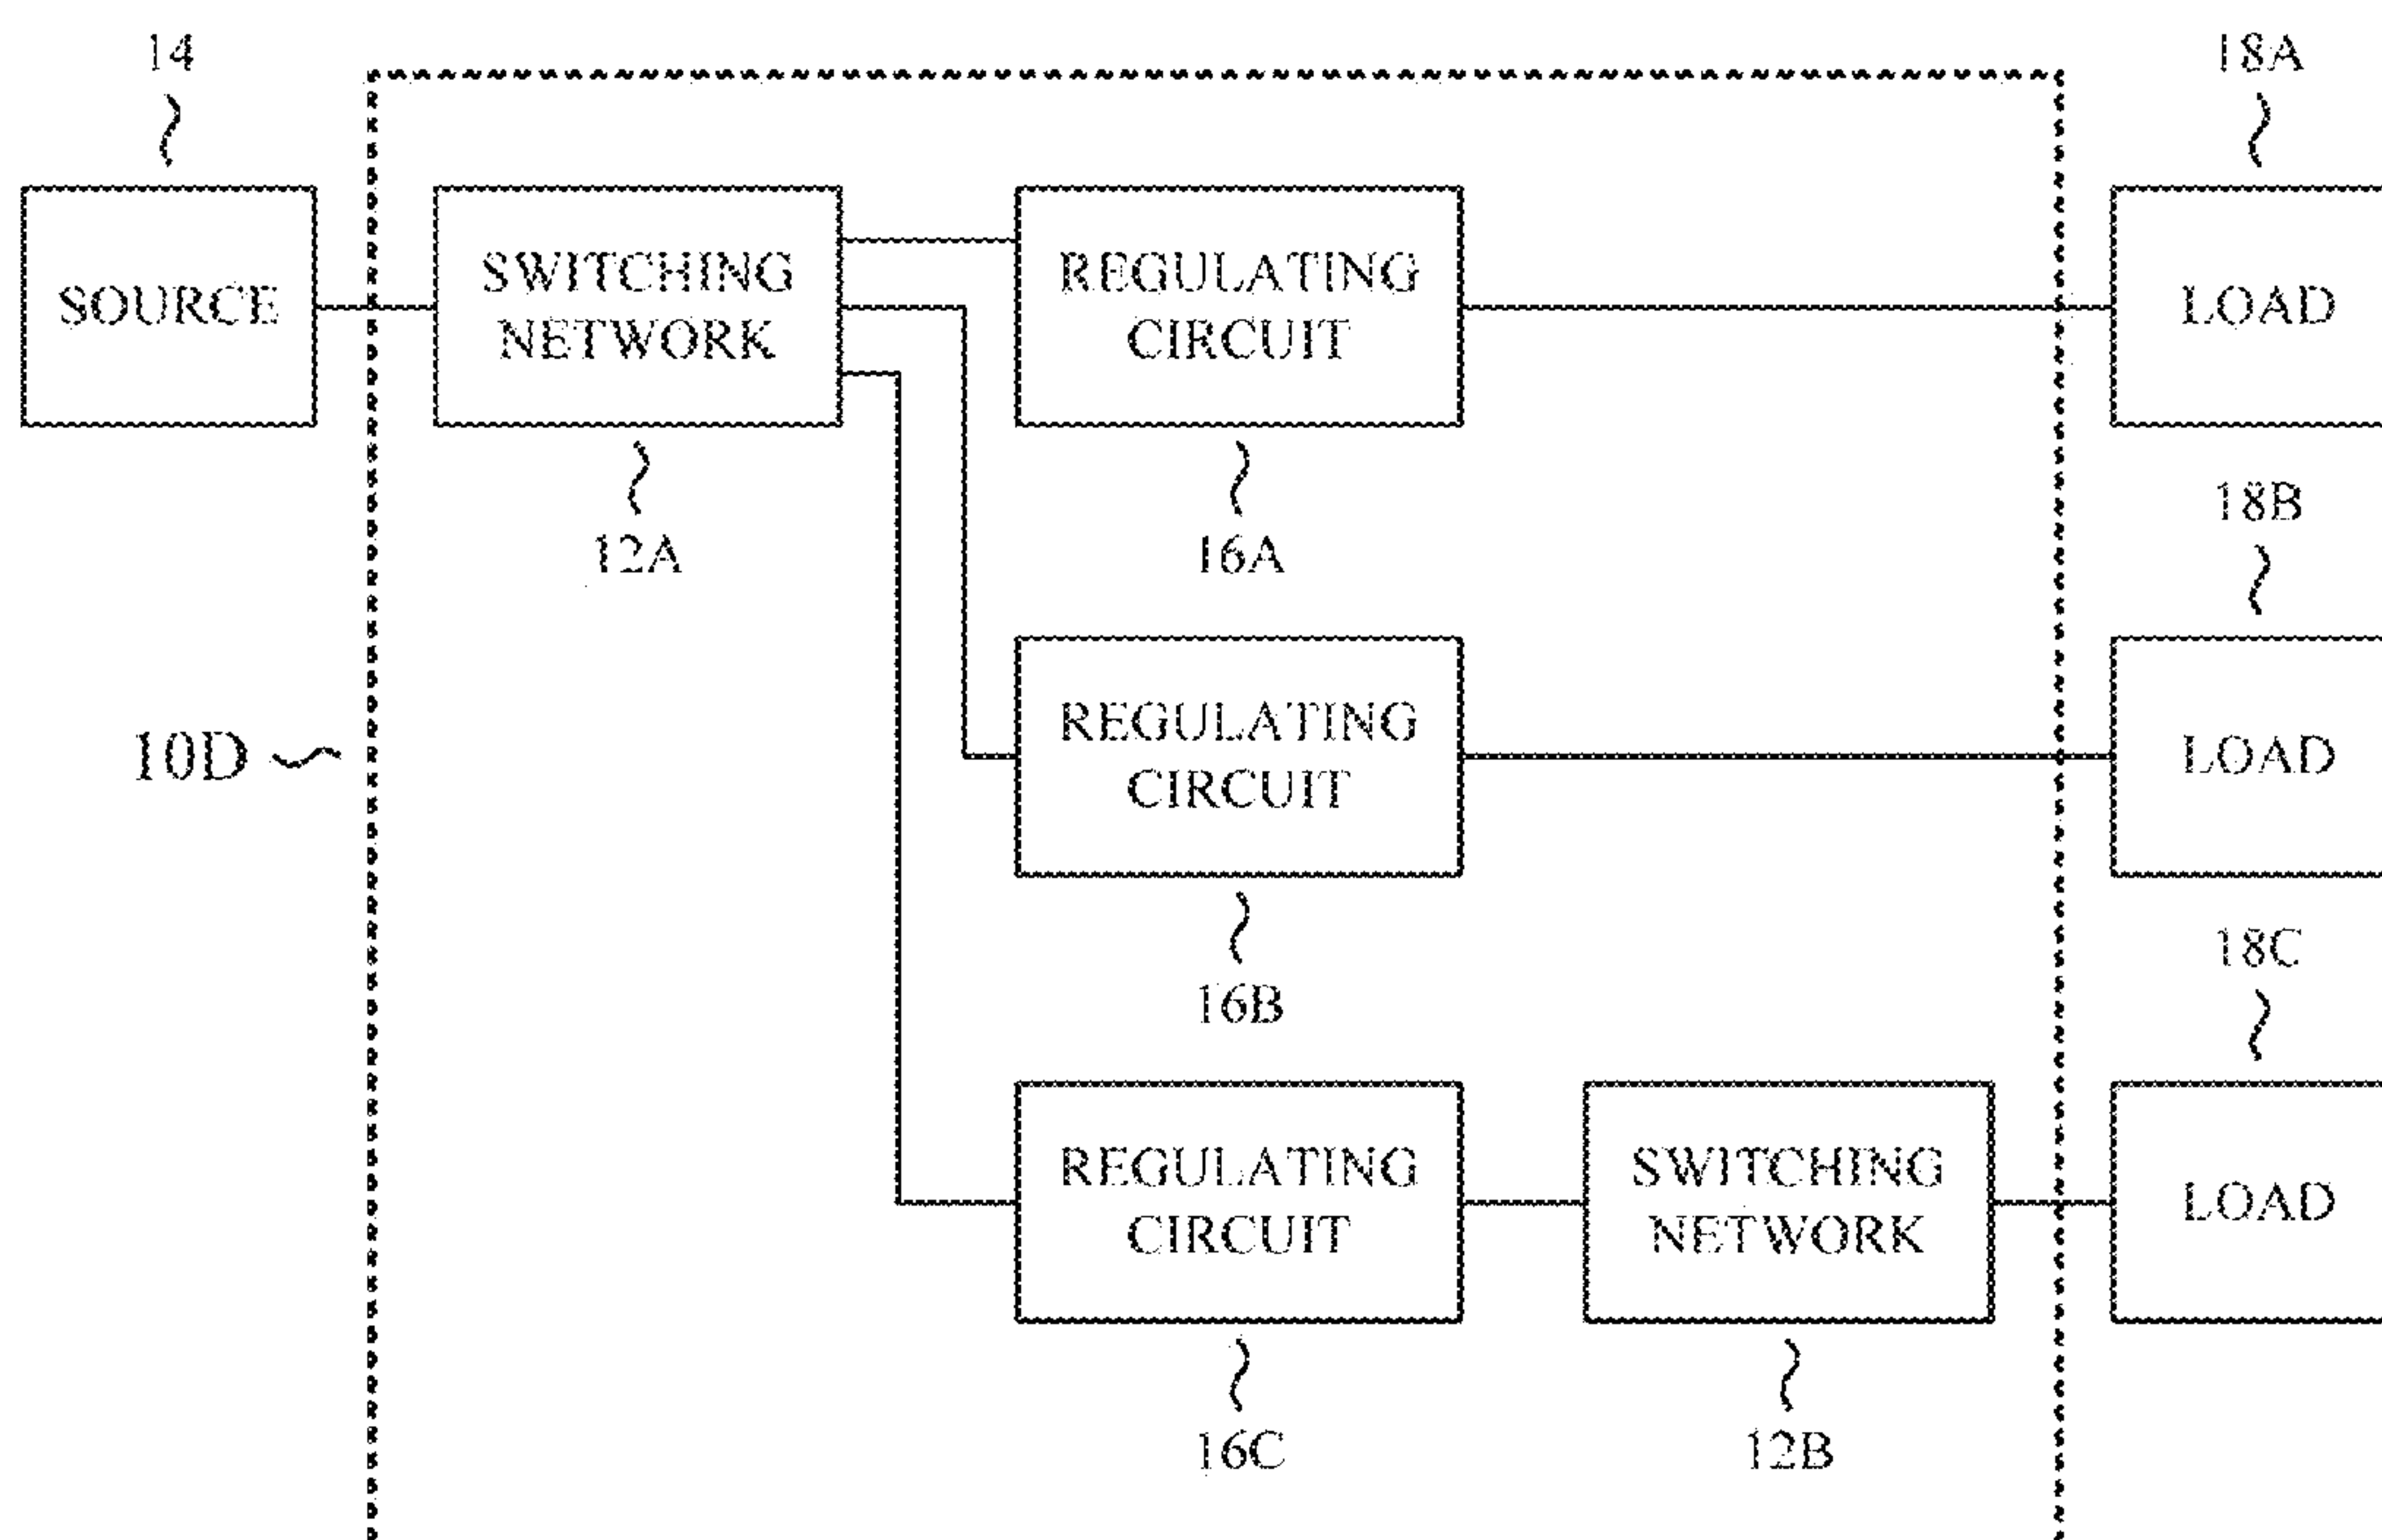 14
18A
SOURCE
SWITCHING
NETWORK
REGULATING
CIRCUIT
LOAD
12A
16A
18B
10D
REGULATING
CIRCUIT
LOAD
16B
18C
REGULATING
CIRCUIT
SWITCHING
NETWORK
LOAD
16C
12B